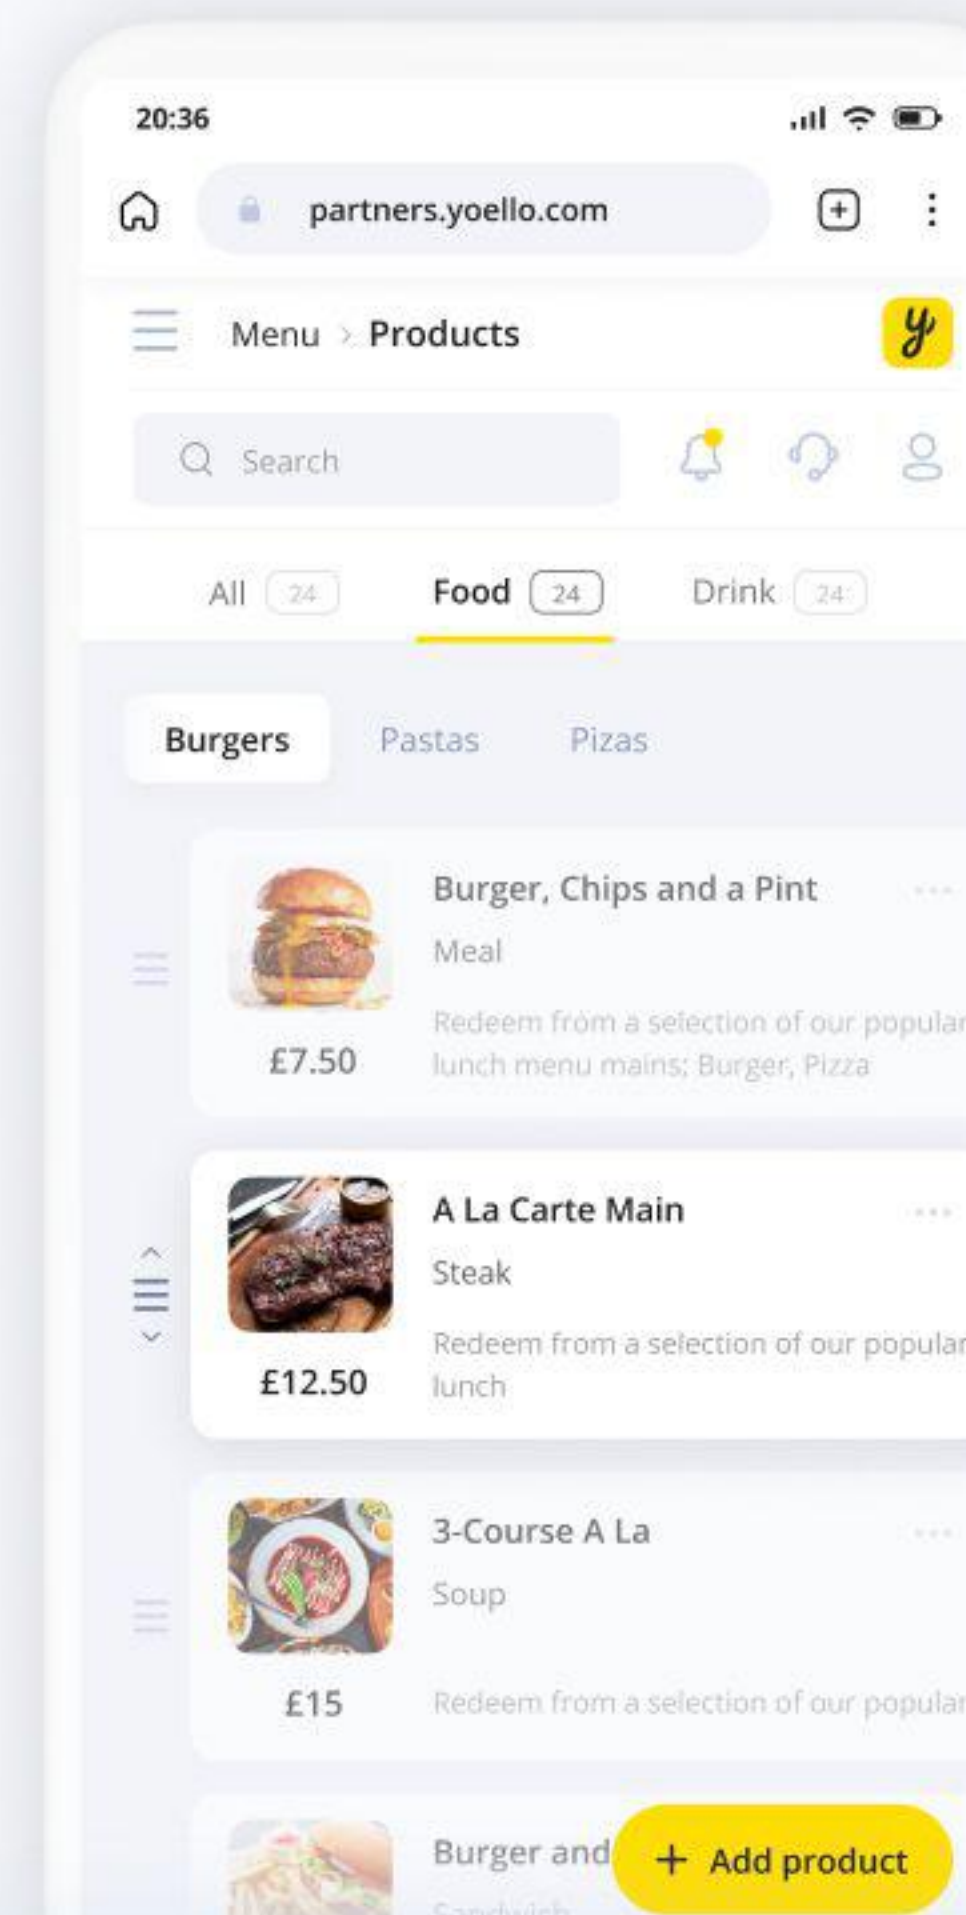 20:36
partners.yoello.com
Menu > Products
y
Search
All 24 Food 24 Drink 24
Burgers Pastas Pizas
Burger, Chips and a Pint
Meal
Redeem from a selection of our popular
lunch menu mains; Burger, Pizza
£7.50
A La Carte Main
Steak
Redeem from a selection of our popular
lunch
£12.50
3-Course A La
Soup
Redeem from a selection of our popular
£15
Burger and
Sandwich
+ Add product